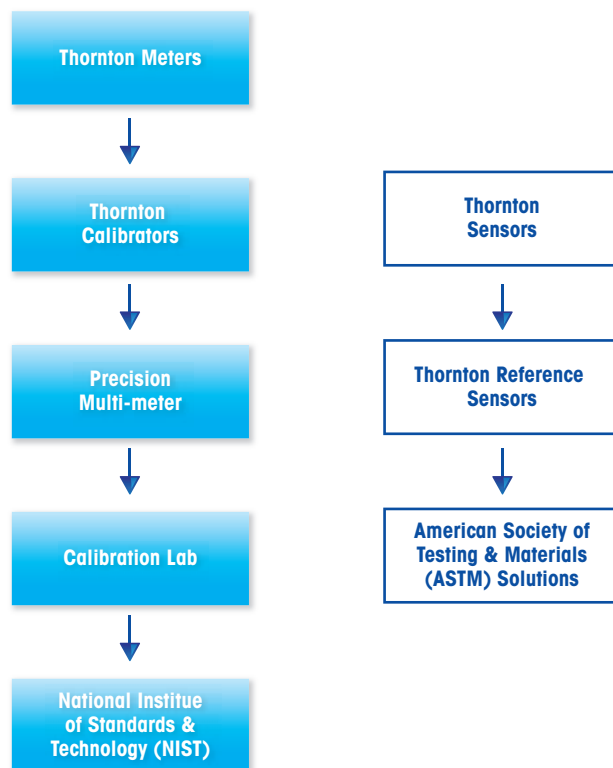 Thornton Meters
Thornton
Calibrators
Precision
Multi-meter
Calibration Lab
National Institue
of Standards &
Technology (NIST)
Thornton
Sensors
Thornton Reference
Sensors
American Society of
Testing & Materials
(ASTM) Solutions